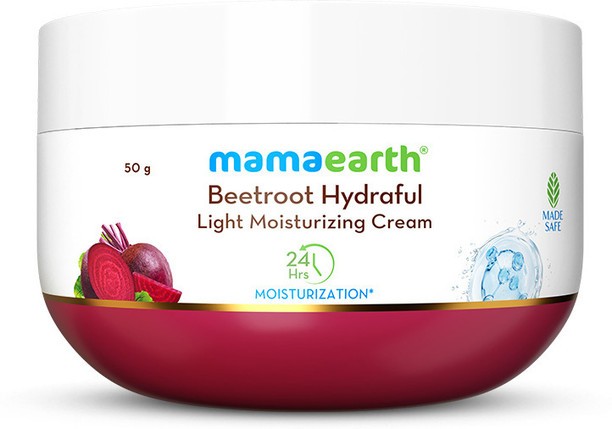 50 g
mamaearth®
Beetroot Hydraful
Light Moisturizing Cream
24
Hrs
MOISTURIZATION*
MADE
SAFE